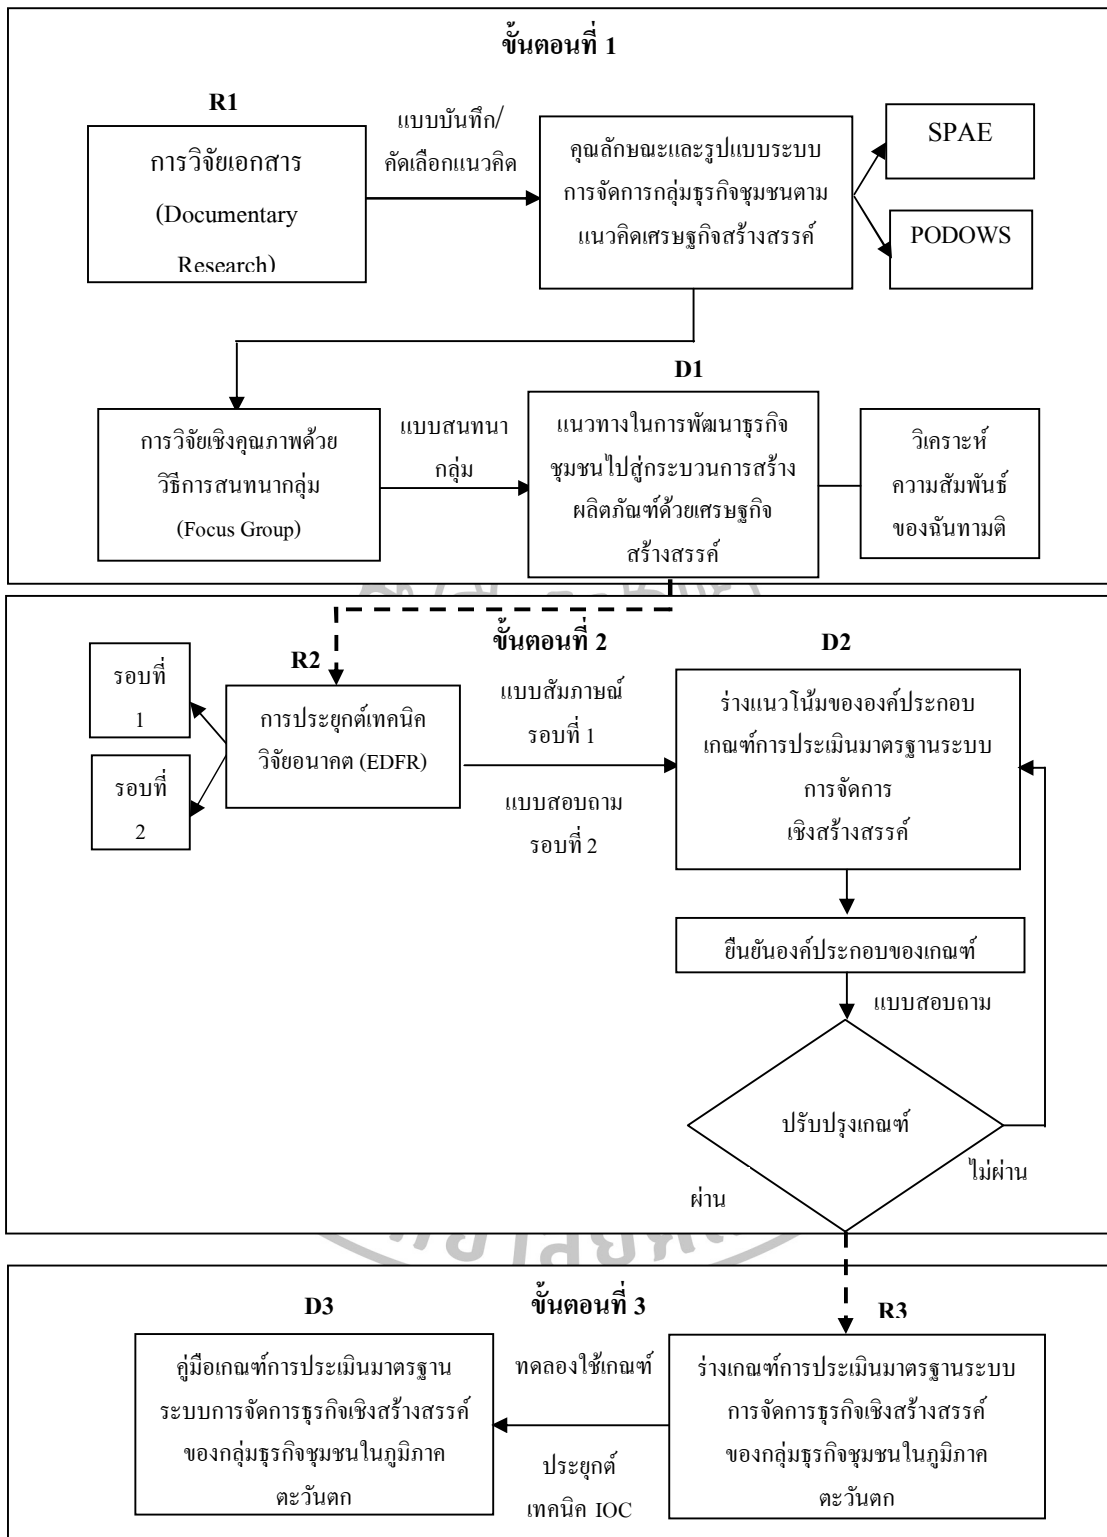 ขั้นตอนที่ 1
R1
การวิจัยเอกสาร
(Documentary
Research)
แบบบันทึก/
คัดเลือกแนวคิด
คุณลักษณะและรูปแบบระบบ
การจัดการกลุ่มธุรกิจชุมชนตาม
แนวคิดเศรษฐกิจสร้างสรรค์
SPAE
PODOWS
การวิจัยเชิงคุณภาพด้วย
วิธีการสนทนากลุ่ม
(Focus Group)
แบบสนทนา
กลุ่ม
D1
แนวทางในการพัฒนาธุรกิจ
ชุมชนไปสู่กระบวนการสร้าง
ผลิตภัณฑ์ด้วยเศรษฐกิจ
สร้างสรรค์
วิเคราะห์
ความสัมพันธ์
ของฉันทามติ
ขั้นตอนที่ 2
R2
รอบที่
1
รอบที่
2
การประยุกต์เทคนิค
วิจัยอนาคต (EDFR)
แบบสัมภาษณ์
รอบที่ 1
แบบสอบถาม
รอบที่ 2
D2
ร่างแนวโน้มขององค์ประกอบ
เกณฑ์การประเมินมาตรฐานระบบ
การจัดการ
เชิงสร้างสรรค์
ยืนยันองค์ประกอบของเกณฑ์
แบบสอบถาม
ปรับปรุงเกณฑ์
ไม่ผ่าน
ผ่าน
ขั้นตอนที่ 3
D3
คู่มือเกณฑ์การประเมินมาตรฐาน
ระบบการจัดการธุรกิจเชิงสร้างสรรค์
ของกลุ่มธุรกิจชุมชนในภูมิภาค
ตะวันตก
ทดลองใช้เกณฑ์
ประยุกต์
เทคนิค IOC
R3
ร่างเกณฑ์การประเมินมาตรฐานระบบ
การจัดการธุรกิจเชิงสร้างสรรค์
ของกลุ่มธุรกิจชุมชนในภูมิภาค
ตะวันตก